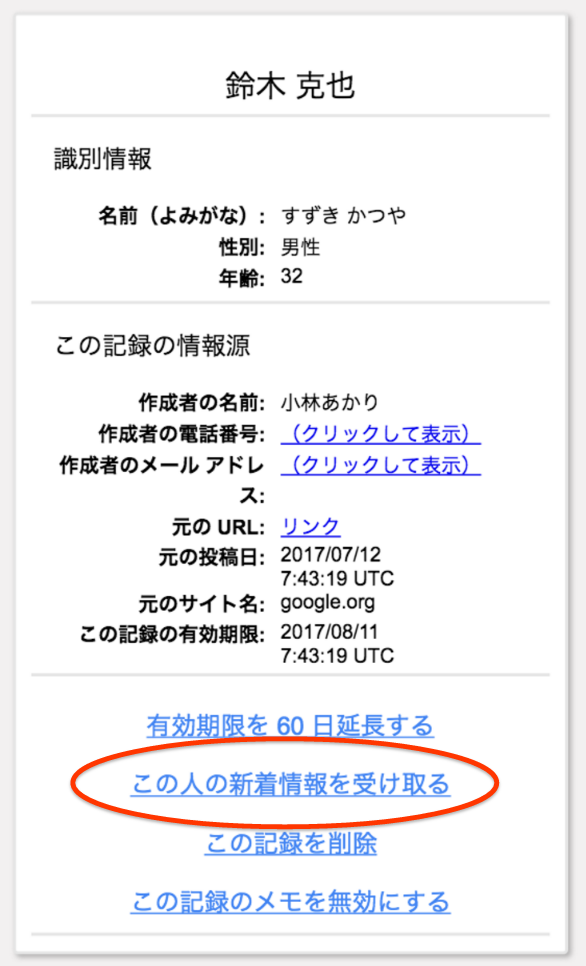 鈴木 克也
識別情報
名前（よみがな）: すずき かつや
性別: 男性
年齢: 32
この記録の情報源
作成者の名前: 小林あかり
作成者の電話番号: （クリックして表示）
作成者のメール アドレ （クリックして表示）
ス:
元の URL: リンク
元の投稿日: 2017/07/12
7:43:19 UTC
元のサイト名: google.org
この記録の有効期限: 2017/08/11
7:43:19 UTC
有効期限を 60 日延長する
この人の新着情報を受け取る
この記録を削除
この記録のメモを無効にする